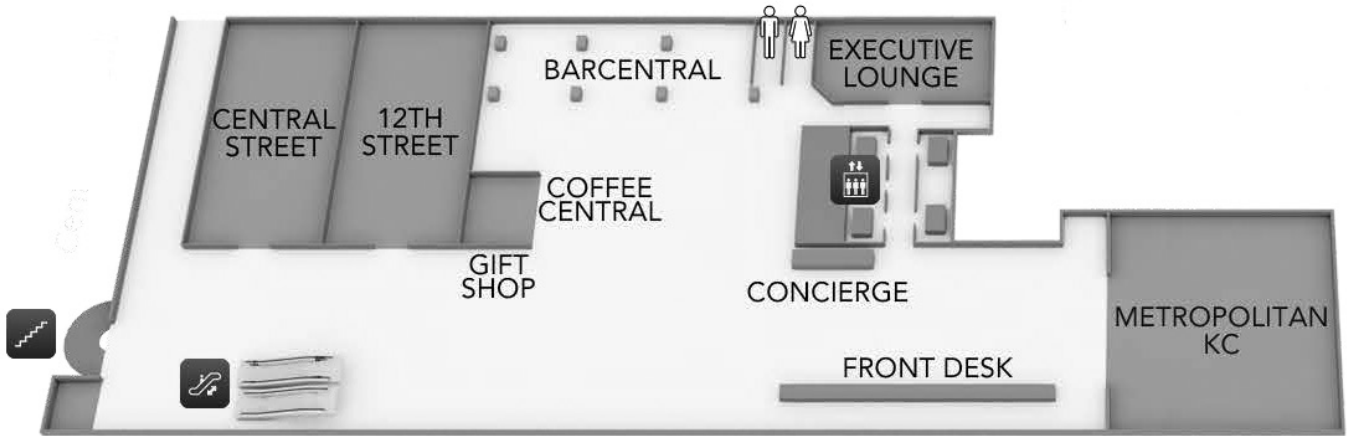 BARCENTRAL
EXECUTIVE
LOUNGE
CENTRAL
STREET
12TH
STREET
COFFEE
CENTRAL
GIFT
SHOP
CONCIERGE
METROPOLITAN
KC
FRONT DESK